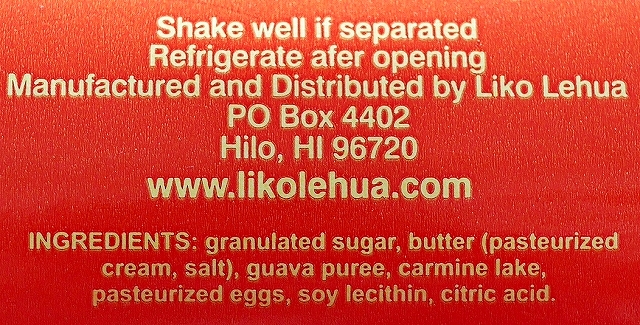 Shake well if separated
Refrigerate afer opening
Manufactured and Distributed by Liko Lehua
PO Box 4402
Hilo, HI 96720
www.likolehua.com
INGREDIENTS: granulated sugar, butter (pasteurized
cream, salt), guava puree, carmine lake,
pasteurized eggs, soy lecithin, citric acid.